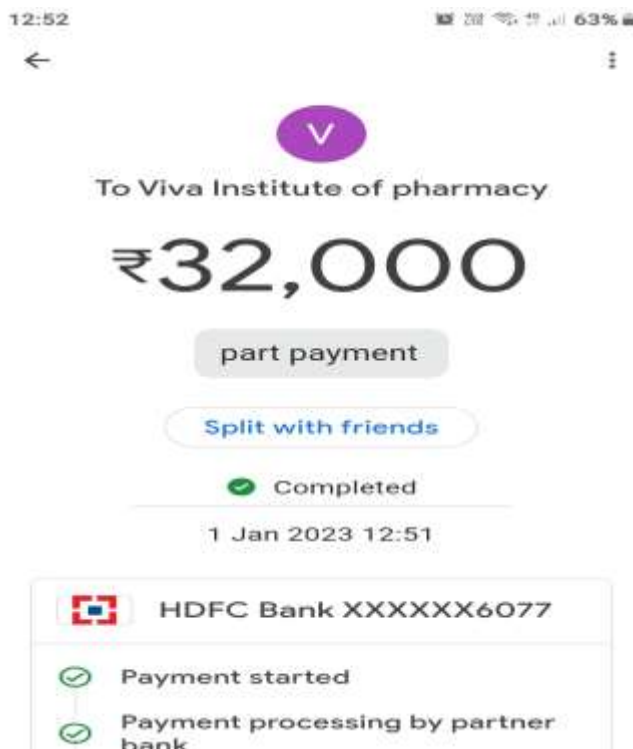 12:52
63%
V
To Viva Institute of pharmacy
₹32,000
part payment
Split with friends
Completed
1 Jan 2023 12:51
HDFC Bank XXXXXX6077
Payment started
Payment processing by partner
bank